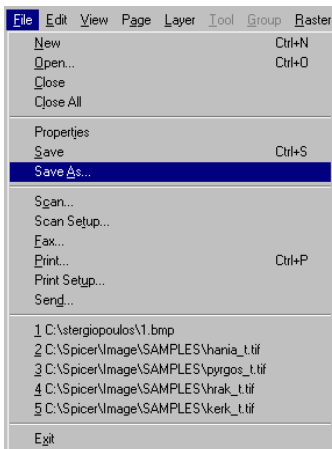 File Edit View Page Layer Tool Group Raster
New Ctrl+N
Open... Ctrl+O
Close
Close All
Properties
Save Ctrl+S
Save As...
Scan...
Scan Setup...
Fax...
Print... Ctrl+P
Print Setup...
Send...
1 C:\stergiopoulos\1.bmp
2 C:\Spicer\Image\SAMPLES\hania_t.tif
3 C:\Spicer\Image\SAMPLES\pyrgos_t.tif
4 C:\Spicer\Image\SAMPLES\hrak_t.tif
5 C:\Spicer\Image\SAMPLES\kerk_t.tif
Exit